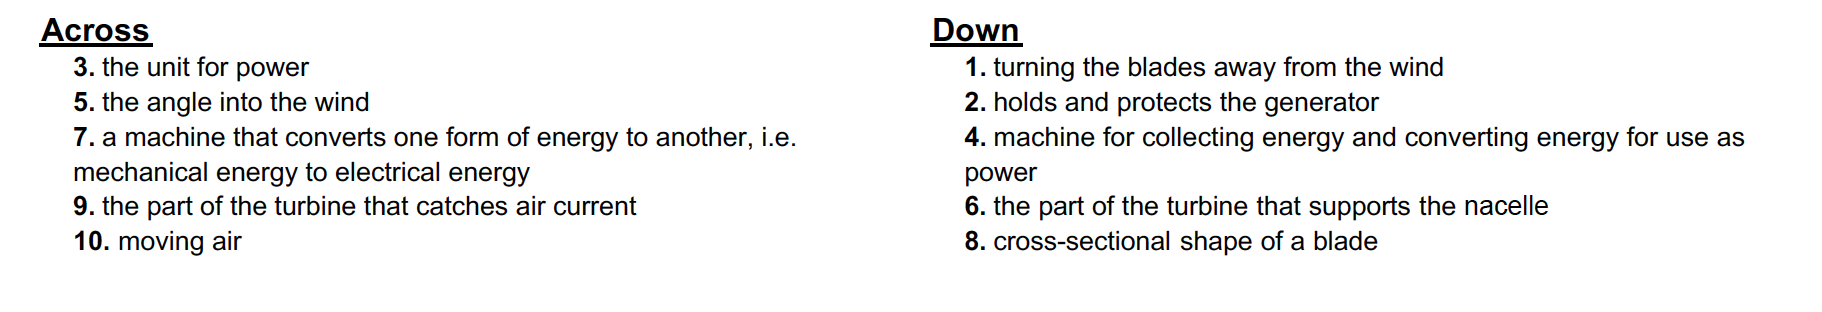 Across
3. the unit for power
5. the angle into the wind
7. a machine that converts one form of energy to another, i.e.
mechanical energy to electrical energy
9. the part of the turbine that catches air current
10. moving air
Down
1. turning the blades away from the wind
2. holds and protects the generator
4. machine for collecting energy and converting energy for use as
power
6. the part of the turbine that supports the nacelle
8. cross-sectional shape of a blade